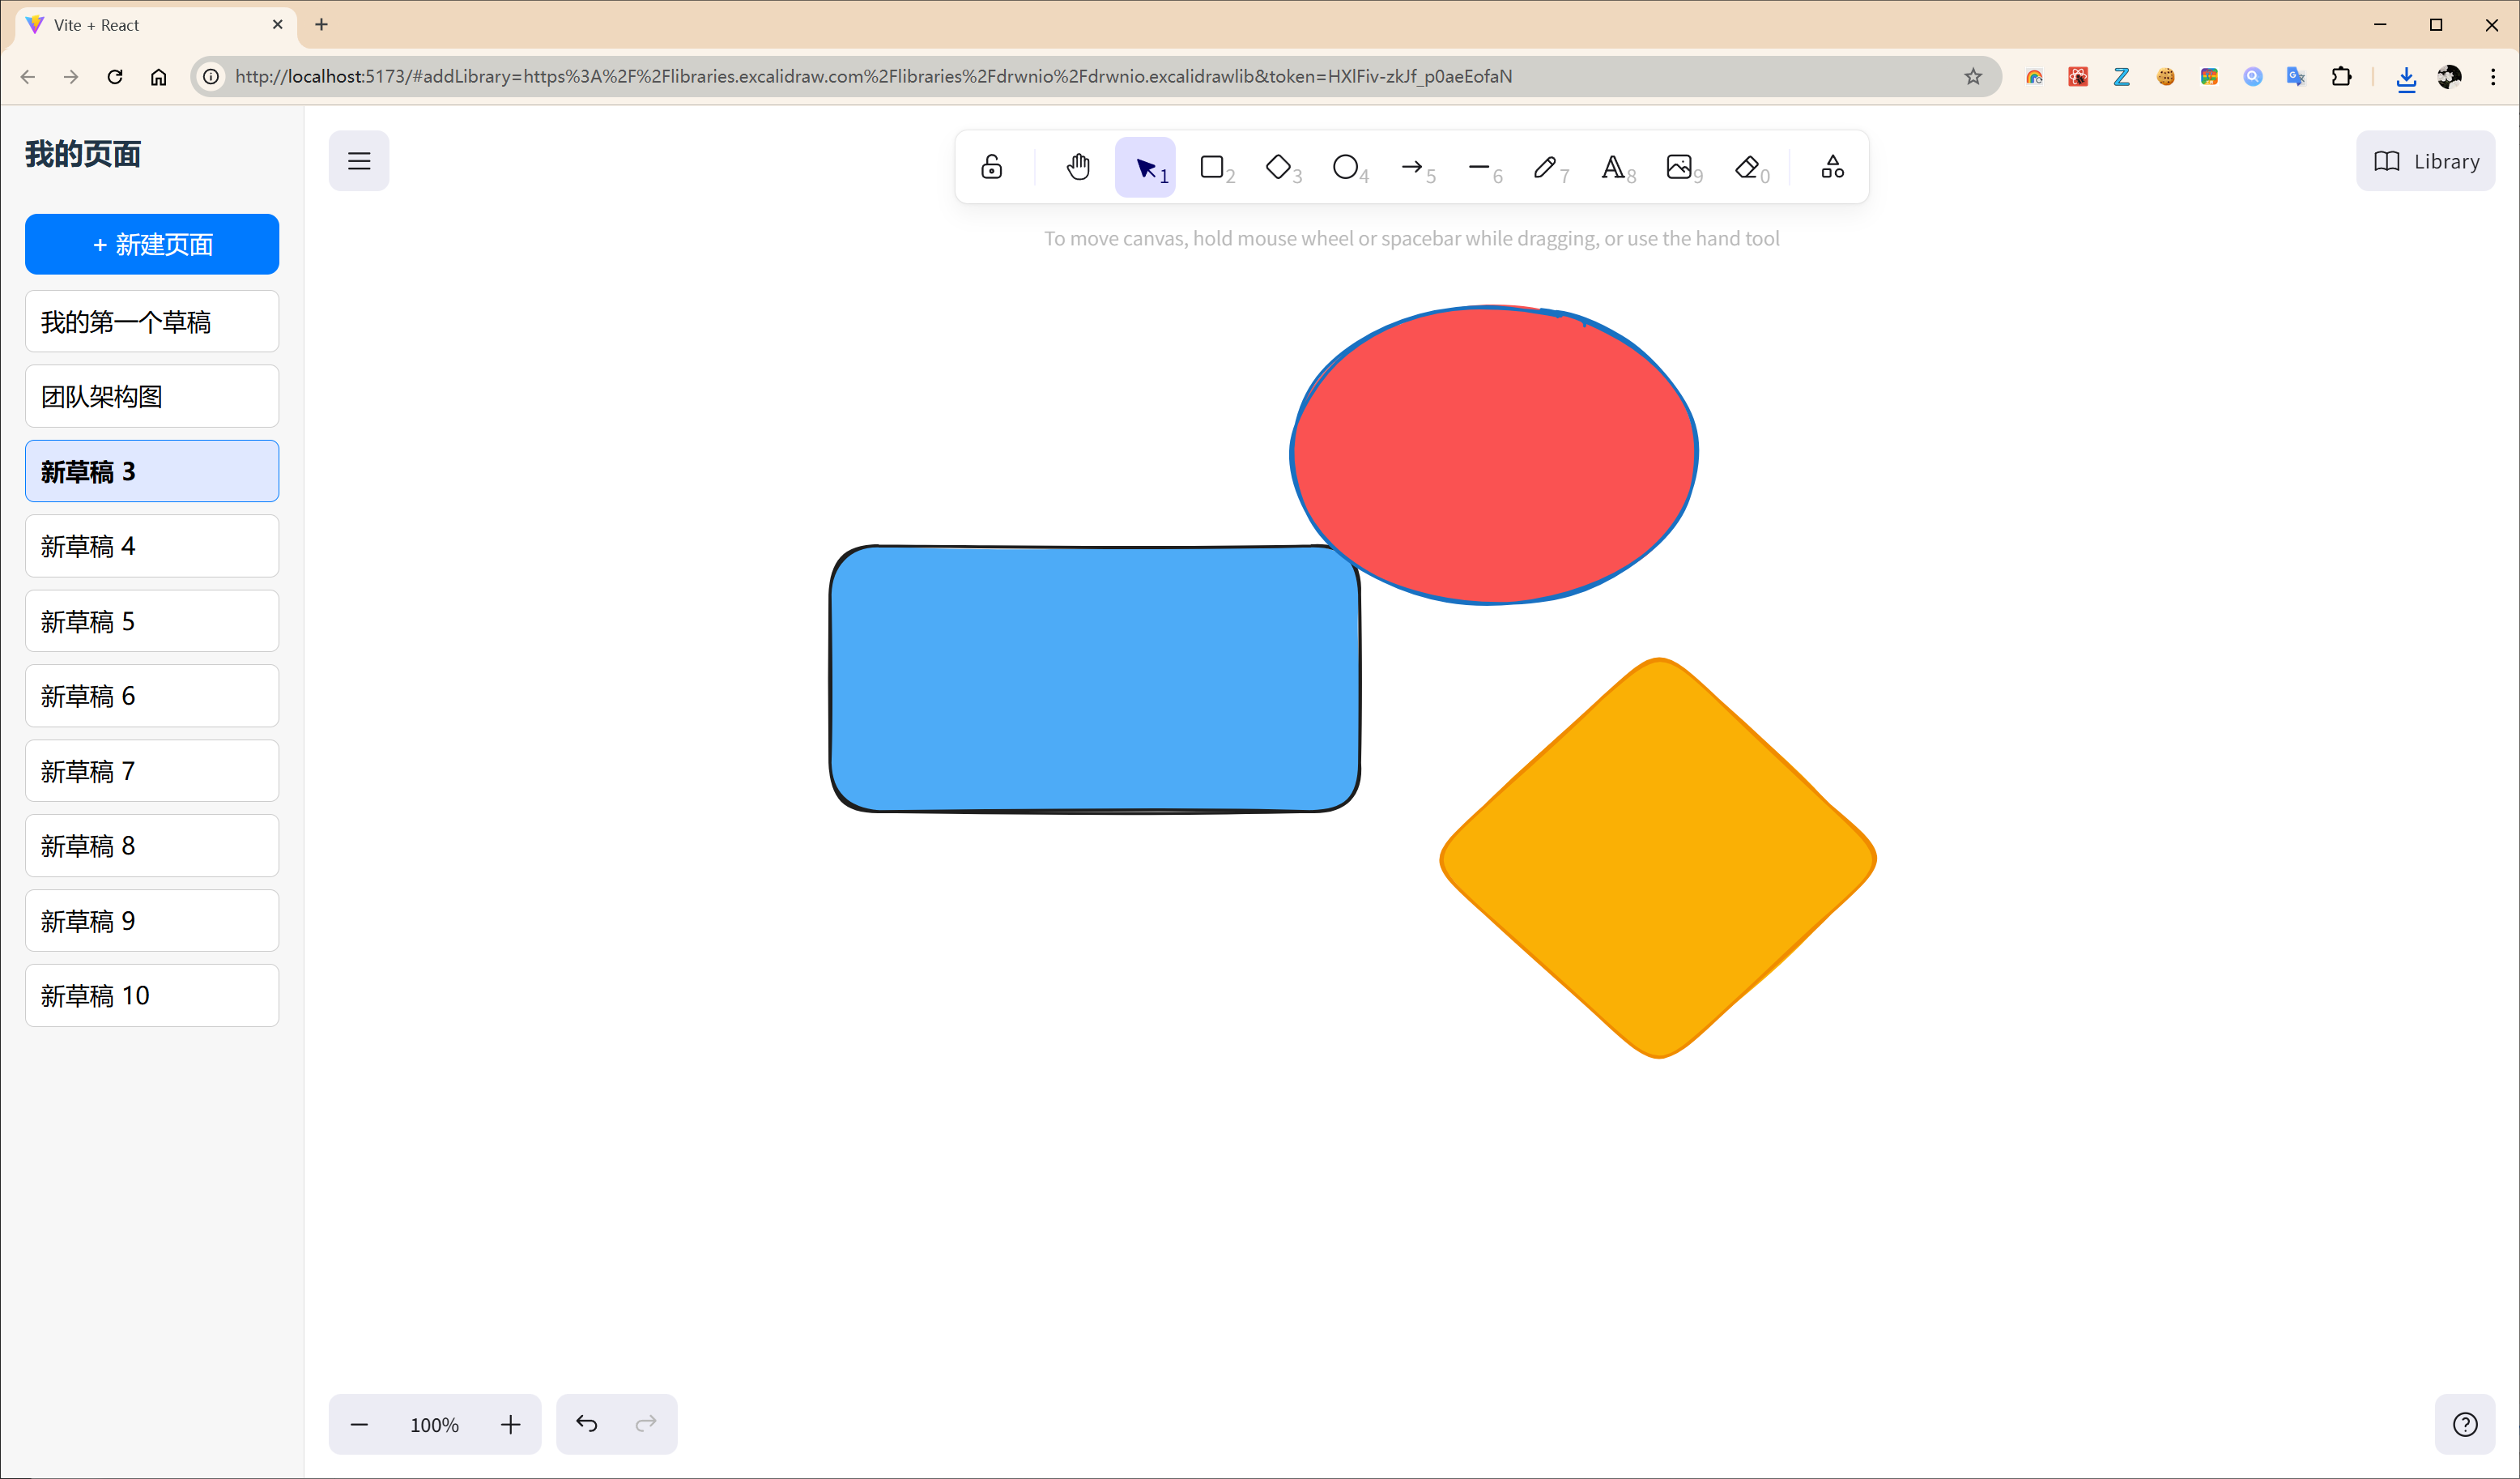 Vite + React
http://localhost:5173/#addLibrary=https%3A%2F%2Flibraries.excalidraw.com%2Flibraries%2Fdrwnio%2Fdrwnio.excalidrawlib&token=HXlFiv-zkJf_p0aeEofaN
我的页面
+ 新建页面
我的第一个草稿
团队架构图
新草稿 3
新草稿 4
新草稿 5
新草稿 6
新草稿 7
新草稿 8
新草稿 9
新草稿 10
1 2 3 4 5 6 7 A 8 9 0
Library
To move canvas, hold mouse wheel or spacebar while dragging, or use the hand tool
100%